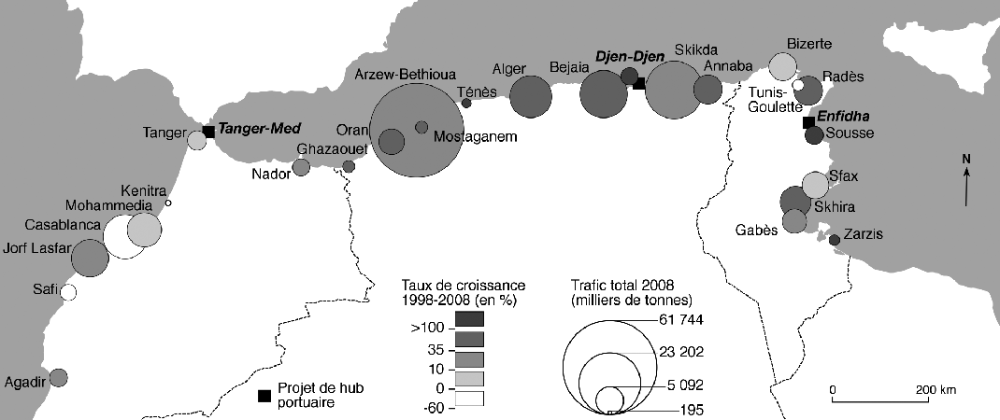 Bizerte
Djen-Djen
Skikda
Alger
Bejaia
Annaba
Arzew-Bethioua
Radès
Ténès
Tunis-
Goulette
Enfidha
Tanger
Tanger-Med
Oran
Mostaganem
Sousse
Ghazaouet
Nador
N
Sfax
Kenitra
Mohammedia
Skhira
Casablanca
Gabès
Zarzis
Jorf Lasfar
Safi
Agadir
Projet de hub
portuaire
Taux de croissance
1998-2008 (en %)
>100
35
10
0
-60
Trafic total 2008
(milliers de tonnes)
61 744
23 202
5 092
195
0
200 km